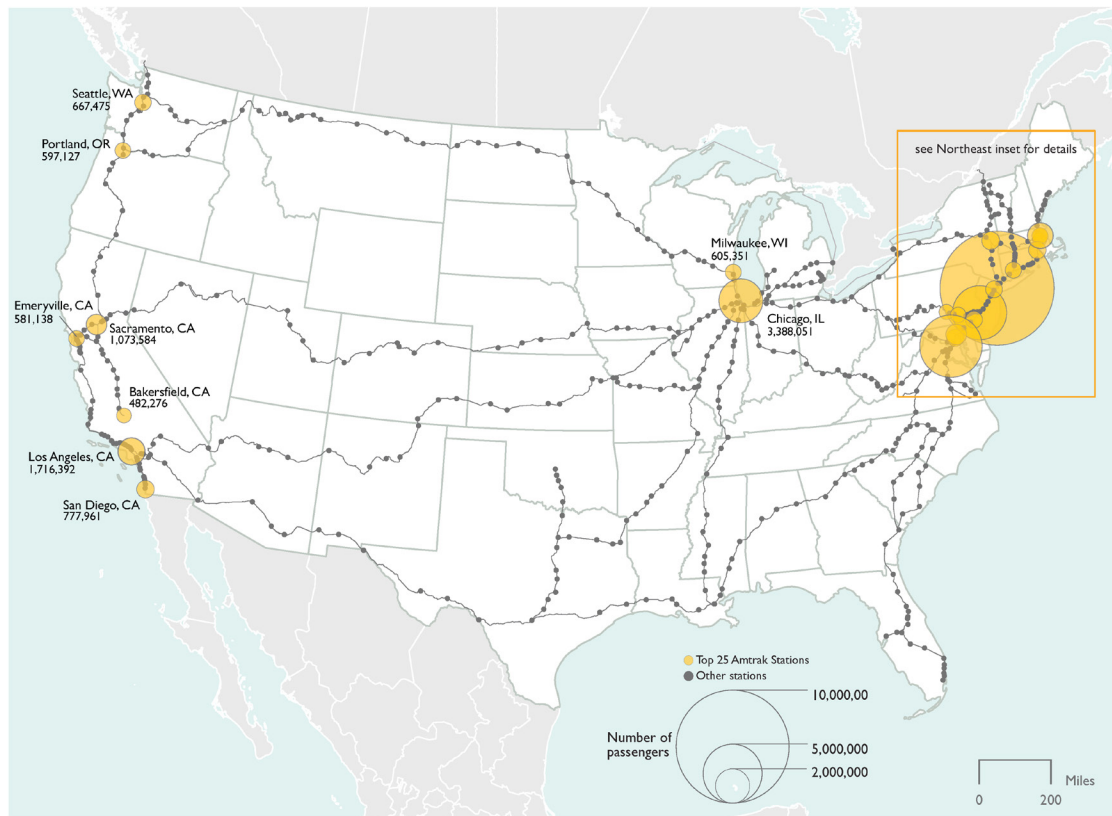 see Northeast inset for details
Seattle, WA
667,475
Portland, OR
597,127
Milwaukee, WI
605,351
Emeryville, CA
581,138
Sacramento, CA
1,073,584
Chicago, IL
3,388,051
Bakersfield, CA
482,276
Los Angeles, CA
1,716,392
San Diego, CA
777,961
Top 25 Amtrak Stations
Other stations
Number of
passengers
10,000,00
5,000,000
2,000,000
Miles
0 200